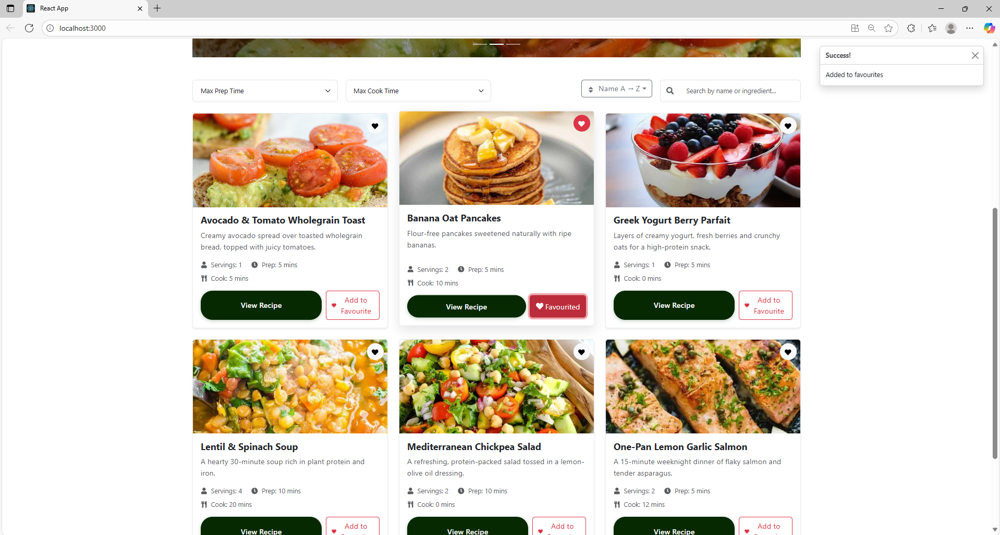 React App
localhost:3000
Success!
Added to favourites
Max Prep Time
Max Cook Time
Name A → Z
Search by name or ingredient...
Avocado & Tomato Wholegrain Toast
Creamy avocado spread over toasted wholegrain
bread, topped with juicy tomatoes.
Servings: 1 Prep: 5 mins
Cook: 5 mins
View Recipe
Add to
Favourite
Banana Oat Pancakes
Flour-free pancakes sweetened naturally with ripe
bananas.
Servings: 2 Prep: 5 mins
Cook: 10 mins
View Recipe
Favourited
Greek Yogurt Berry Parfait
Layers of creamy yogurt, fresh berries and crunchy
oats for a high-protein snack.
Servings: 1 Prep: 5 mins
Cook: 0 mins
View Recipe
Add to
Favourite
Lentil & Spinach Soup
A hearty 30-minute soup rich in plant protein and
iron.
Servings: 4 Prep: 10 mins
Cook: 20 mins
View Recipe
Add to
Mediterranean Chickpea Salad
A refreshing, protein-packed salad tossed in a lemon-
olive oil dressing.
Servings: 2 Prep: 10 mins
Cook: 0 mins
View Recipe
Add to
One-Pan Lemon Garlic Salmon
A 15-minute weeknight dinner of flaky salmon and
tender asparagus.
Servings: 2 Prep: 5 mins
Cook: 12 mins
View Recipe
Add to